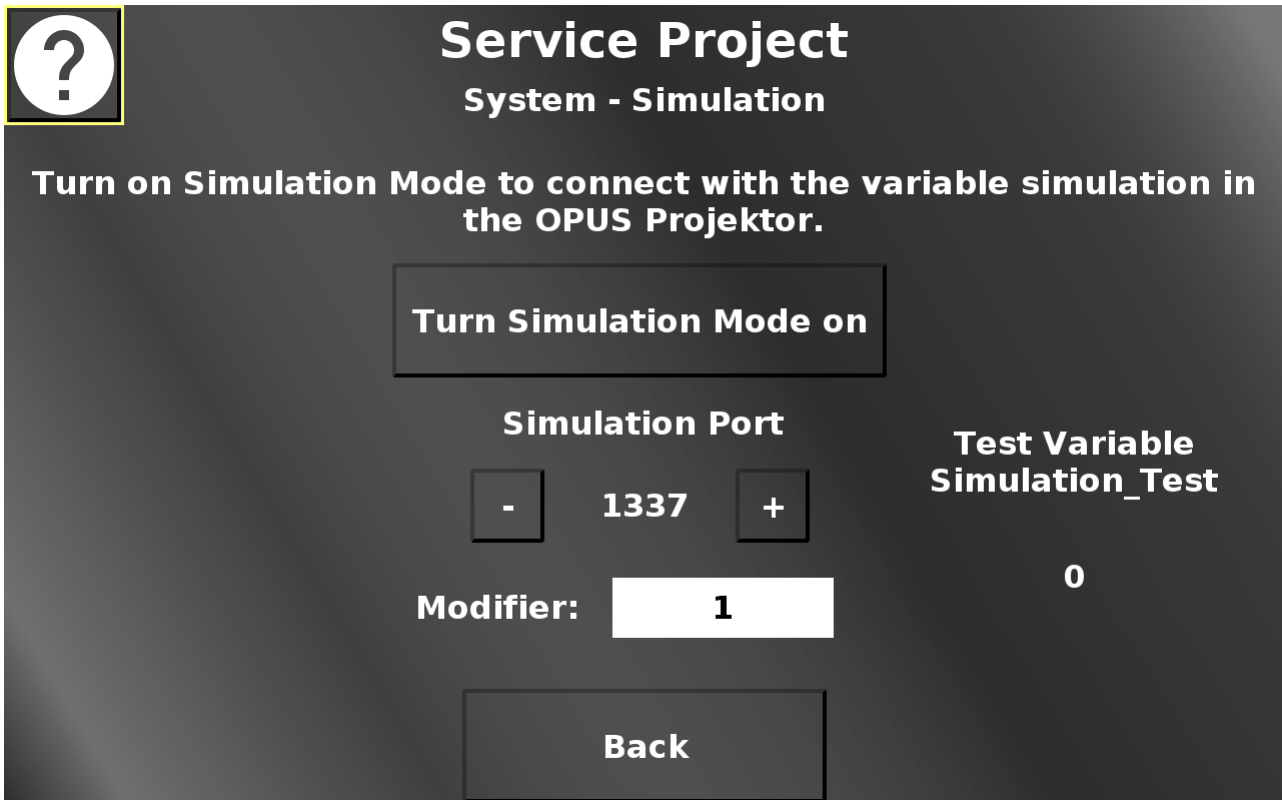 ?
Service Project
System - Simulation
Turn on Simulation Mode to connect with the variable simulation in
the OPUS Projektor.
Turn Simulation Mode on
Simulation Port
- 1337 +
Modifier: 1
Test Variable
Simulation_Test
0
Back